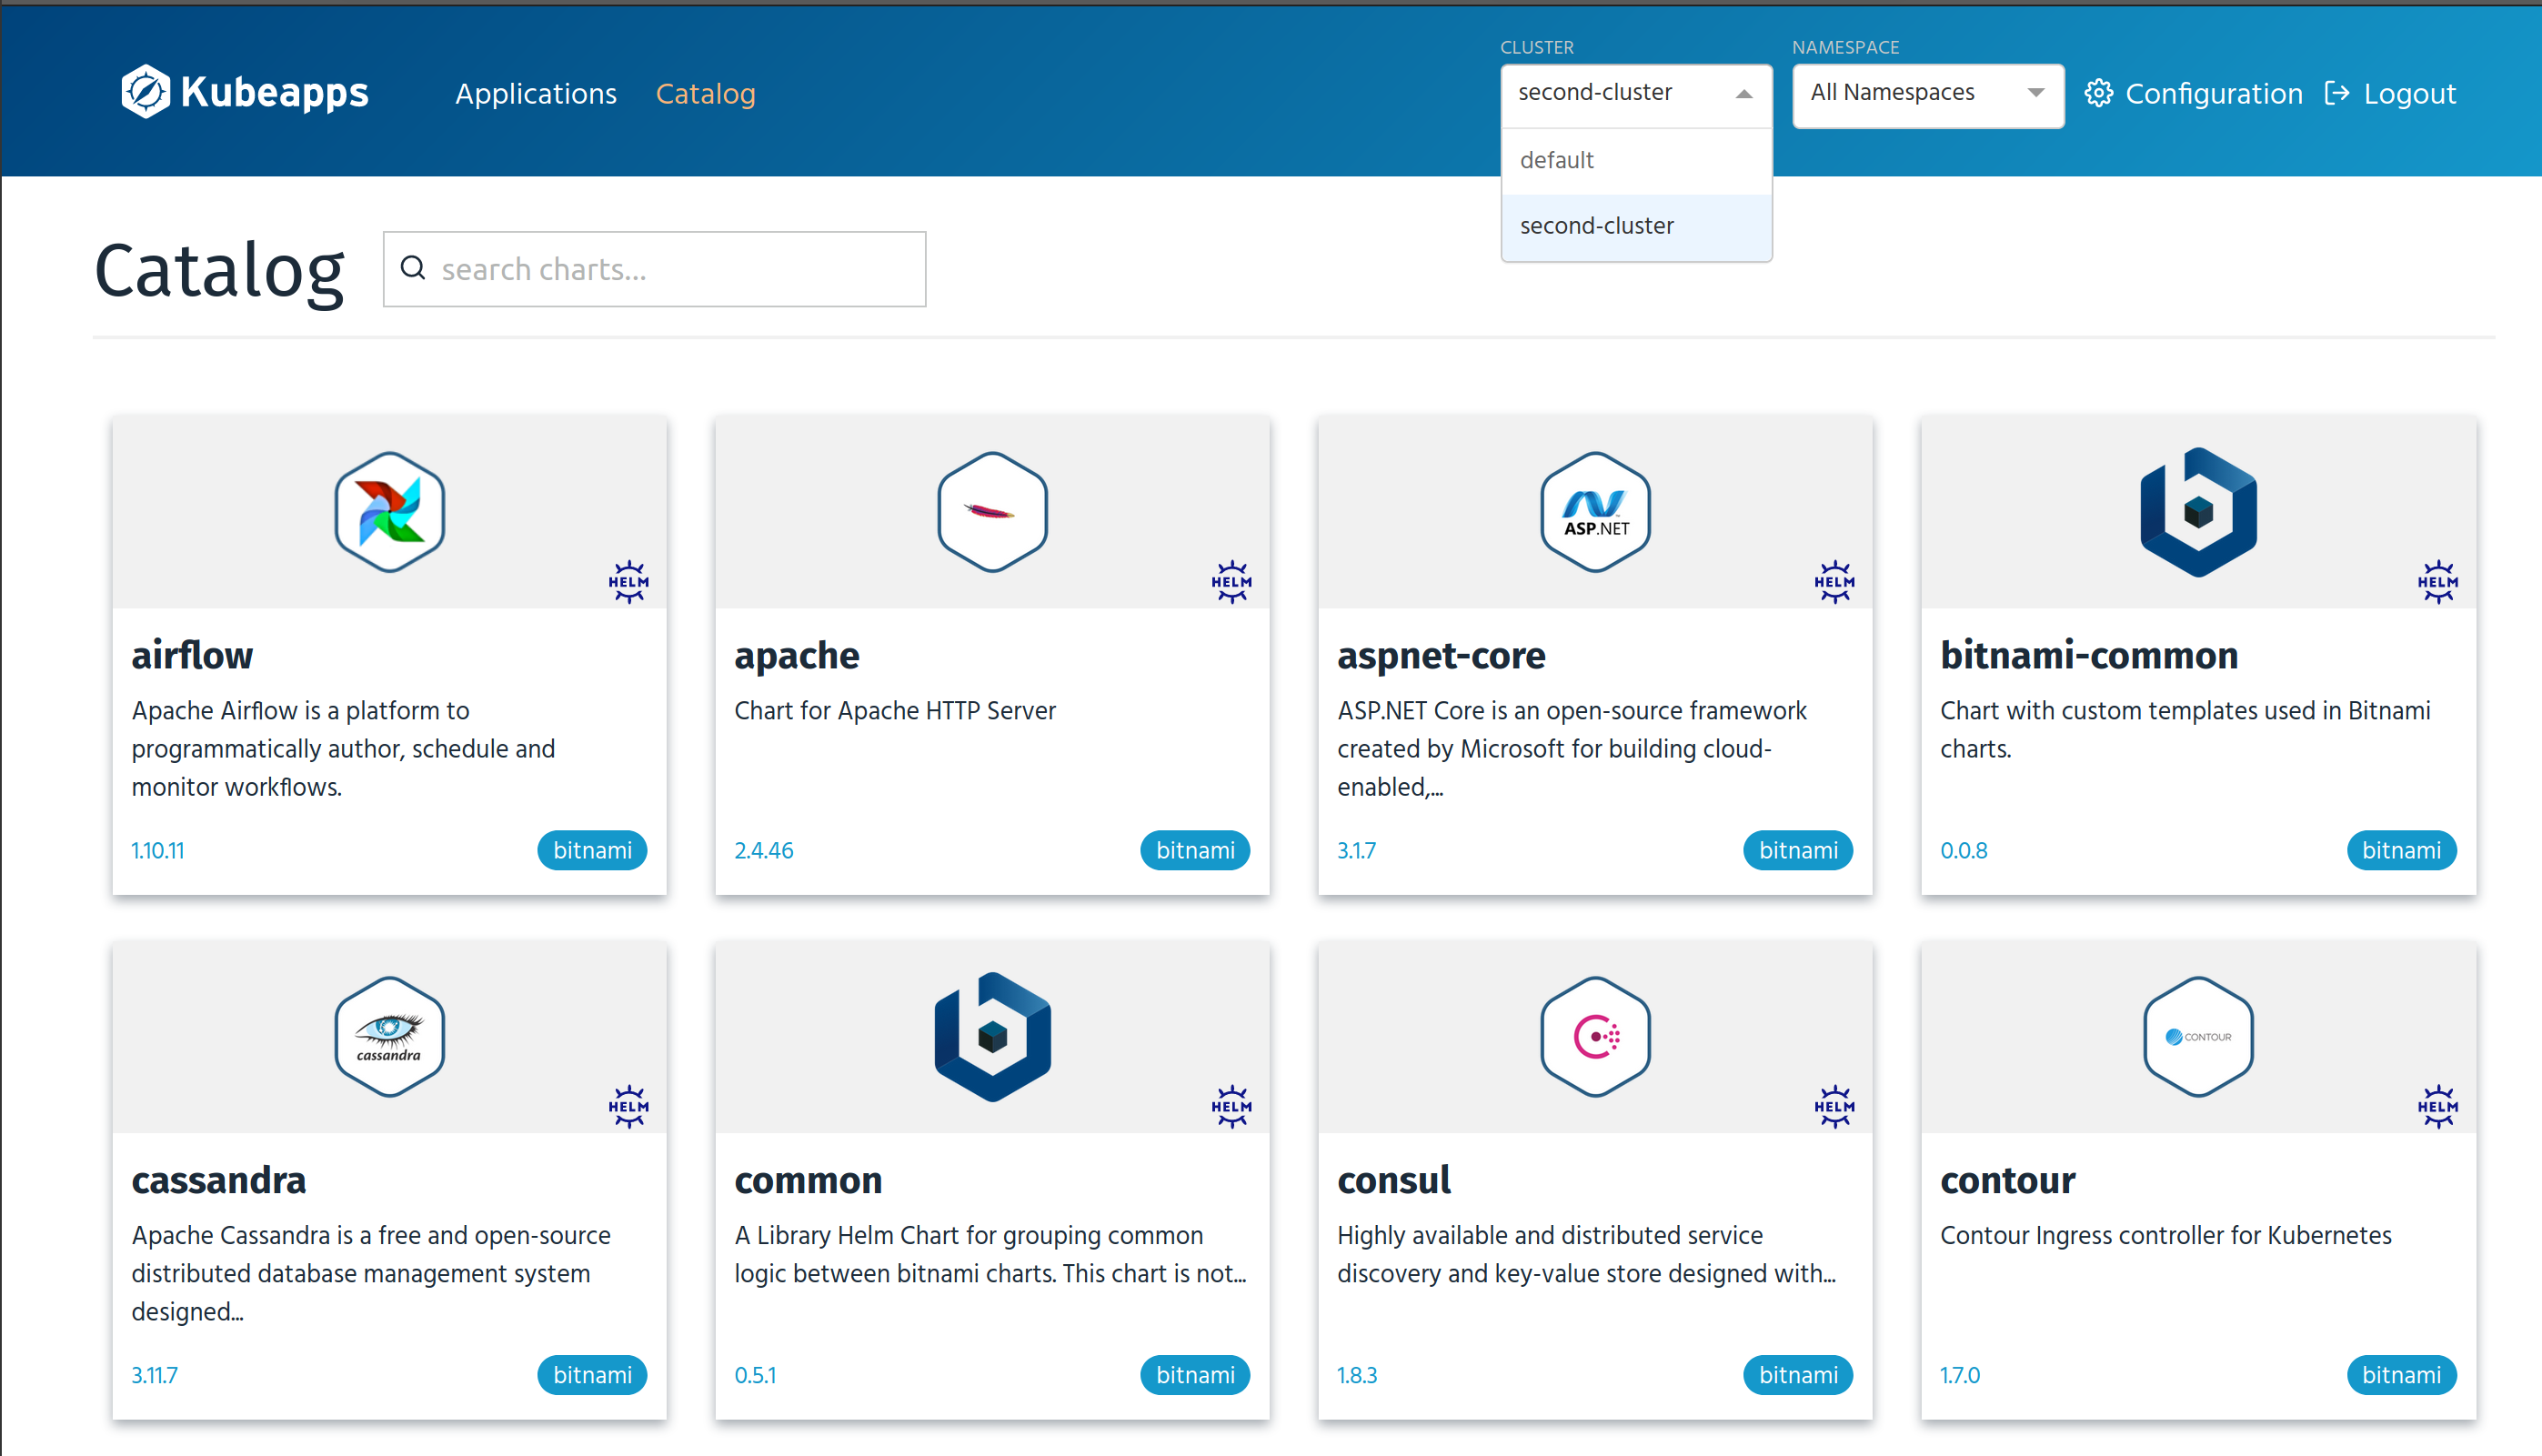 CLUSTER
NAMESPACE
Kubeapps
Applications
Catalog
second-cluster
All Namespaces
Configuration
Logout
default
second-cluster
Catalog
search charts...
ASP.NET
HELM
HELM
HELM
HELM
airflow
Apache Airflow is a platform to
programmatically author, schedule and
monitor workflows.
1.10.11
bitnami
apache
Chart for Apache HTTP Server
2.4.46
bitnami
aspnet-core
ASP.NET Core is an open-source framework
created by Microsoft for building cloud-
enabled,...
3.1.7
bitnami
bitnami-common
Chart with custom templates used in Bitnami
charts.
0.0.8
bitnami
cassandra
CONTOUR
HELM
HELM
HELM
HELM
cassandra
Apache Cassandra is a free and open-source
distributed database management system
designed...
3.11.7
bitnami
common
A Library Helm Chart for grouping common
logic between bitnami charts. This chart is not...
0.5.1
bitnami
consul
Highly available and distributed service
discovery and key-value store designed with...
1.8.3
bitnami
contour
Contour Ingress controller for Kubernetes
1.7.0
bitnami